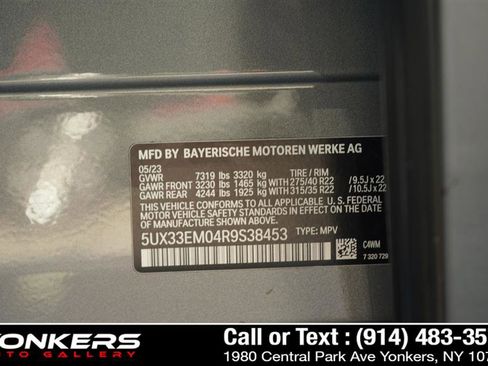 MFD BY BAYERISCHE MOTOREN WERKE AG
05/23
GVWR 7319 lbs 3320 kg TIRE / RIM
GAWR FRONT 3230 lbs 1465 kg WITH 275/40 R22 / 9.5J x 22
GAWR REAR 4244 lbs 1925 kg WITH 315/35 R22 / 10.5J x 22
THIS VEHICLE CONFORMS TO ALL APPLICABLE U.S. FEDERAL
MOTOR VEHICLE SAFETY STANDARDS IN EFFECT ON THE
DATE OF MANUFACTURE SHOWN ABOVE.
5UX33EM04R9S38453 TYPE: MPV
C4WM
7 320 729
YONKERS
AUTO GALLERY
Call or Text : (914) 483-35
1980 Central Park Ave Yonkers, NY 107